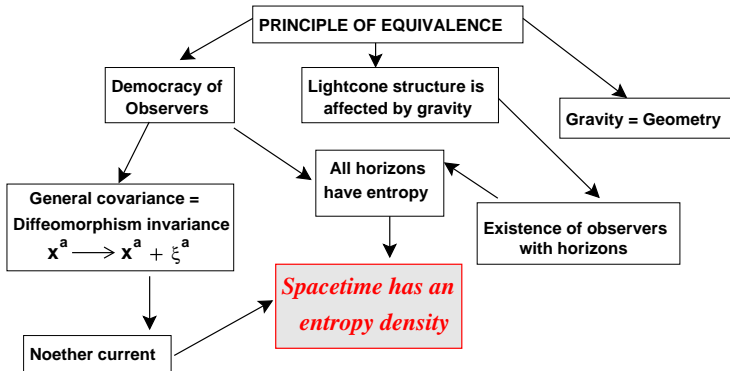 PRINCIPLE OF EQUIVALENCE
Democracy of
Observers
Lightcone structure is
affected by gravity
Gravity = Geometry
All horizons
have entropy
General covariance =
Diffeomorphism invariance
x^a ⟶ x^a + ξ^a
Existence of observers
with horizons
Spacetime has an
entropy density
Noether current